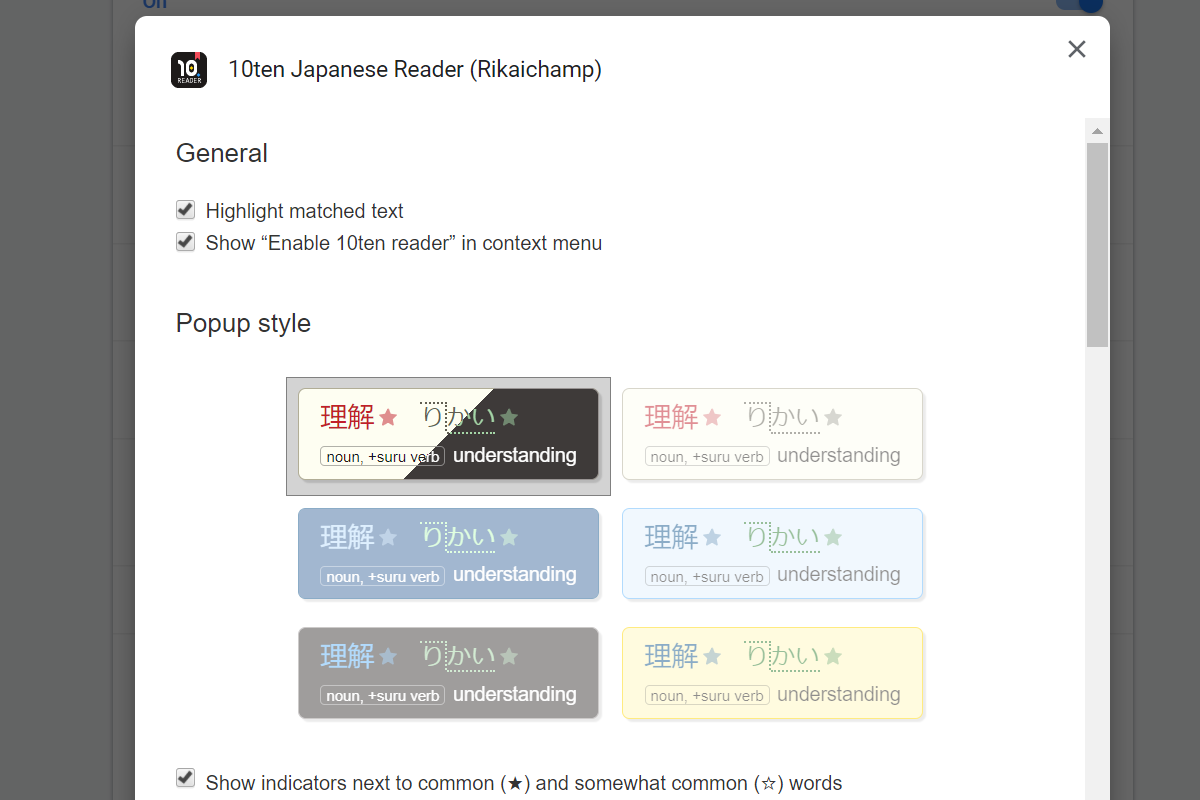 On
10
READER
10ten Japanese Reader (Rikaichamp)
General
Highlight matched text
Show “Enable 10ten reader” in context menu
Popup style
理解★ りかい★
noun, +suru verb understanding
理解★ りかい★
noun, +suru verb understanding
理解★ りかい★
noun, +suru verb understanding
理解★ りかい★
noun, +suru verb understanding
理解★ りかい★
noun, +suru verb understanding
理解★ りかい★
noun, +suru verb understanding
Show indicators next to common (★) and somewhat common (☆) words